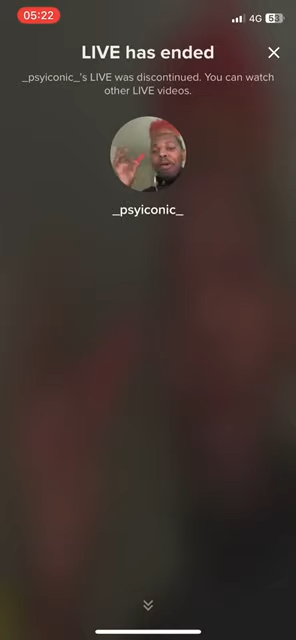 05:22
4G
53
LIVE has ended
_psyiconic_'s LIVE was discontinued. You can watch
other LIVE videos.
_psyiconic_